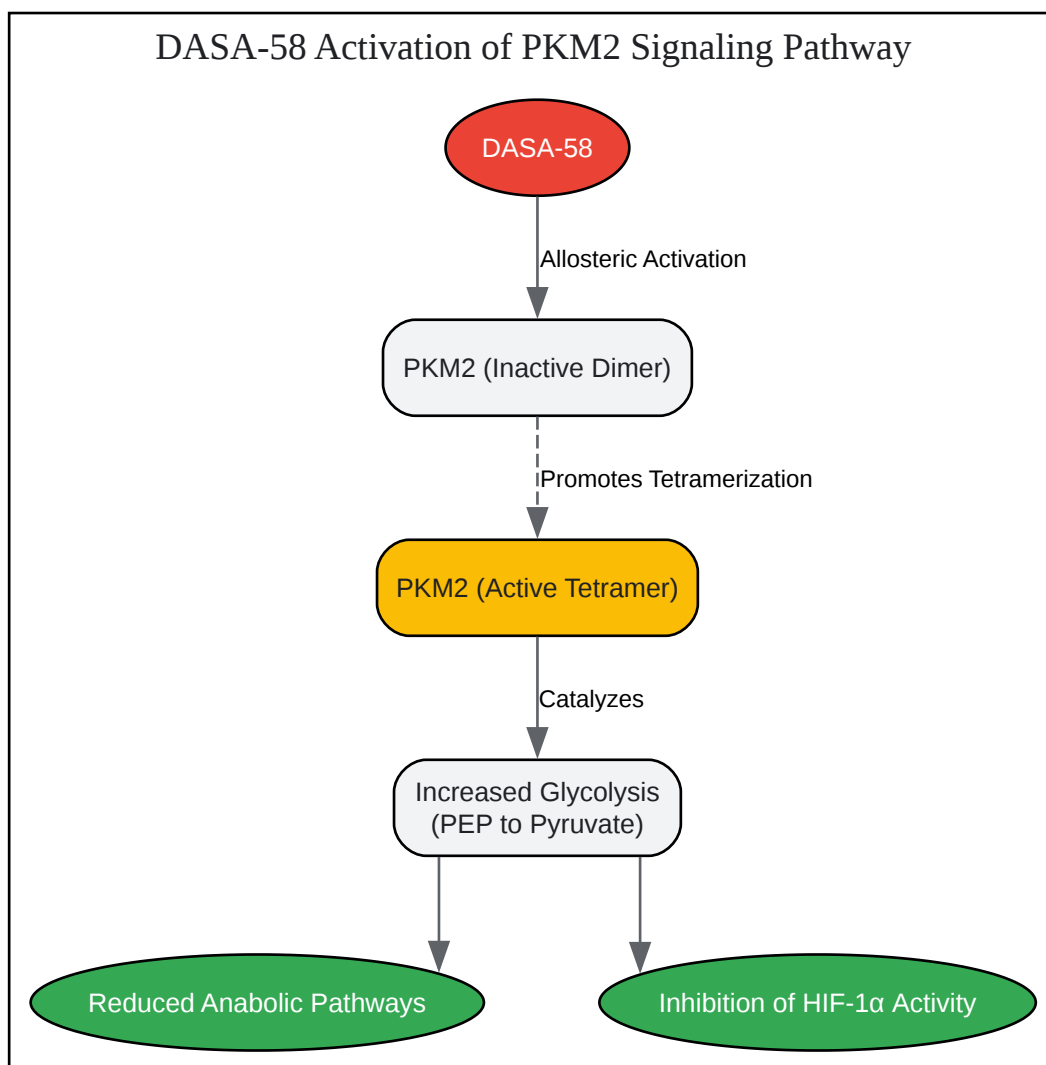 DASA-58 Activation of PKM2 Signaling Pathway
DASA-58
Allosteric Activation
PKM2 (Inactive Dimer)
Promotes Tetramerization
PKM2 (Active Tetramer)
Catalyzes
Increased Glycolysis
(PEP to Pyruvate)
Reduced Anabolic Pathways
Inhibition of HIF-1α Activity